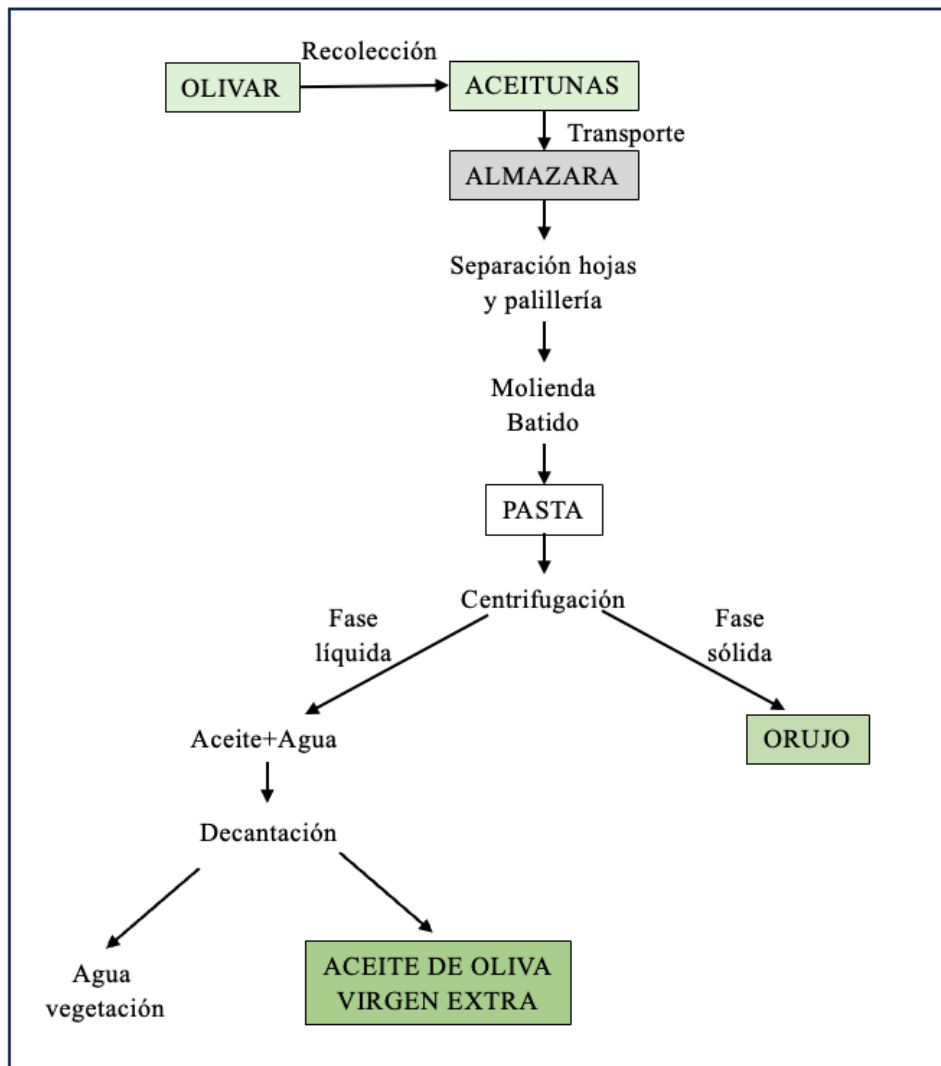 Recolección
OLIVAR
ACEITUNAS
Transporte
ALMAZARA
Separación hojas
y palillería
Molienda
Batido
PASTA
Centrifugación
Fase
líquida
Fase
sólida
Aceite+Agua
ORUJO
Decantación
Agua
vegetación
ACEITE DE OLIVA
VIRGEN EXTRA